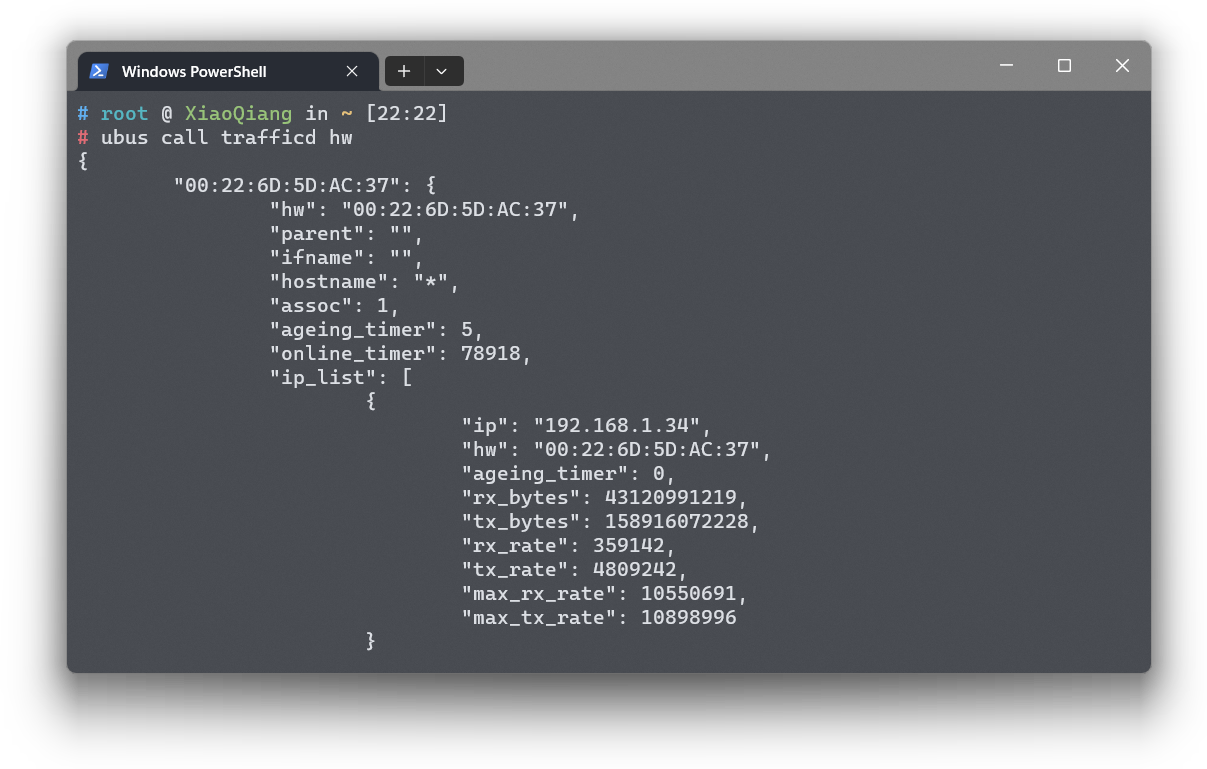 Windows PowerShell
# root @ XiaoQiang in ~ [22:22]
# ubus call trafficd hw
{
"00:22:6D:5D:AC:37": {
"hw": "00:22:6D:5D:AC:37",
"parent": "",
"ifname": "",
"hostname": "*",
"assoc": 1,
"ageing_timer": 5,
"online_timer": 78918,
"ip_list": [
{
"ip": "192.168.1.34",
"hw": "00:22:6D:5D:AC:37",
"ageing_timer": 0,
"rx_bytes": 43120991219,
"tx_bytes": 158916072228,
"rx_rate": 359142,
"tx_rate": 4809242,
"max_rx_rate": 10550691,
"max_tx_rate": 10898996
}